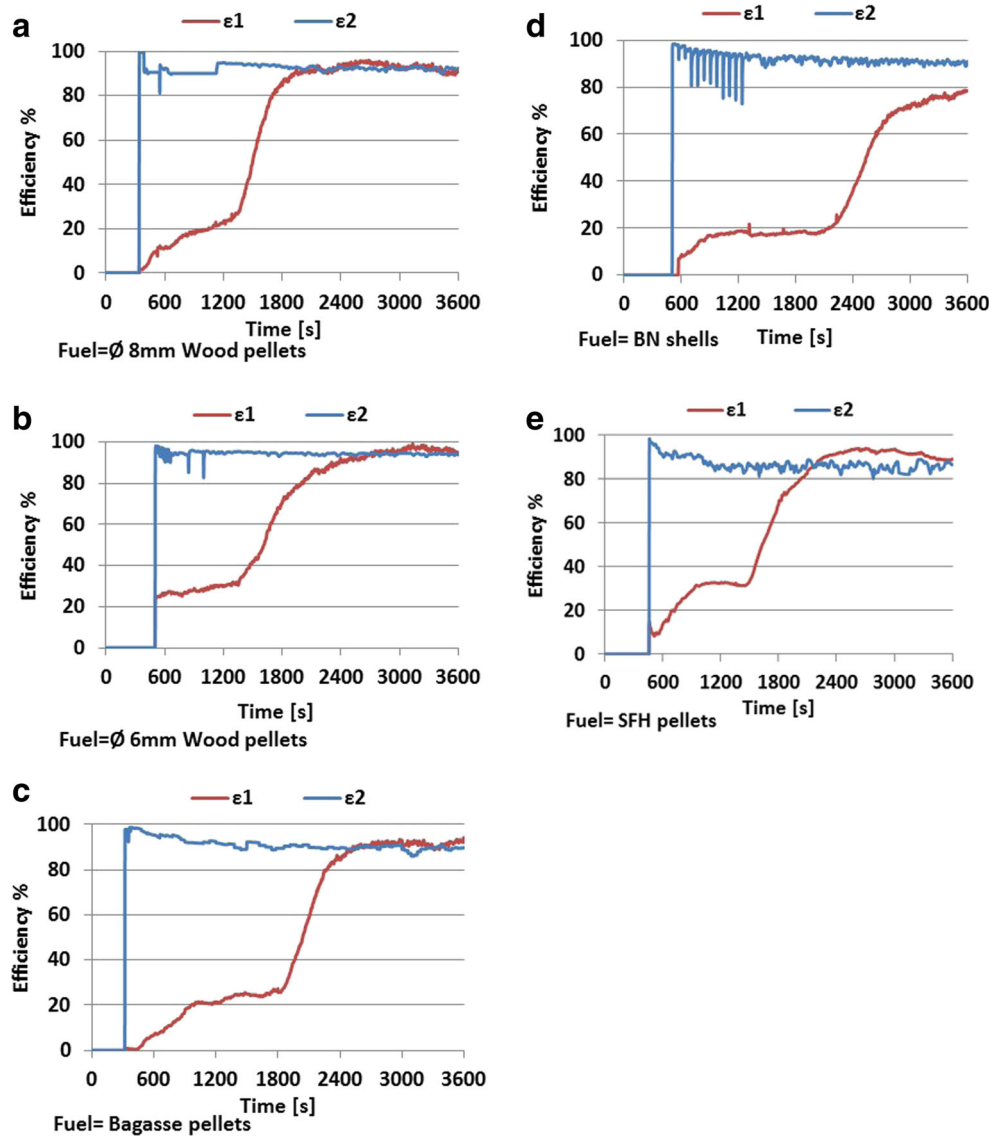 a
ε1 ε2
Efficiency %
100
80
60
40
20
0
0 600 1200 1800 2400 3000 3600
Time [s]
Fuel=Ø 8mm Wood pellets
b
ε1 ε2
Efficiency %
100
80
60
40
20
0
0 600 1200 1800 2400 3000 3600
Time [s]
Fuel=Ø 6mm Wood pellets
c
ε1 ε2
Efficiency %
100
80
60
40
20
0
0 600 1200 1800 2400 3000 3600
Time [s]
Fuel= Bagasse pellets
d
ε1 ε2
Efficiency %
100
80
60
40
20
0
0 600 1200 1800 2400 3000 3600
Fuel= BN shells Time [s]
e
ε1 ε2
Efficiency %
100
80
60
40
20
0
0 600 1200 1800 2400 3000 3600
Time [s]
Fuel= SFH pellets